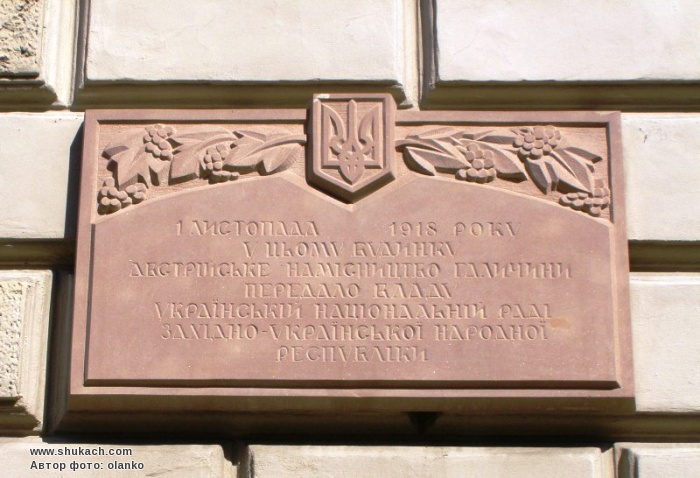 1 ЛИСТОПАДА 1918 РОКУ
У ЦЬОМУ БУДИНКУ
АВСТРІЙСЬКЕ НАМІСНИЦТВО ГАЛИЧИНИ
ПЕРЕДАЛО ВЛАДУ
УКРАЇНСЬКІЙ НАЦІОНАЛЬНІЙ РАДІ
ЗАХІДНО-УКРАЇНСЬКОЇ НАРОДНОЇ
РЕСПУБЛІКИ
www.shukach.com
Автор фото: olanko